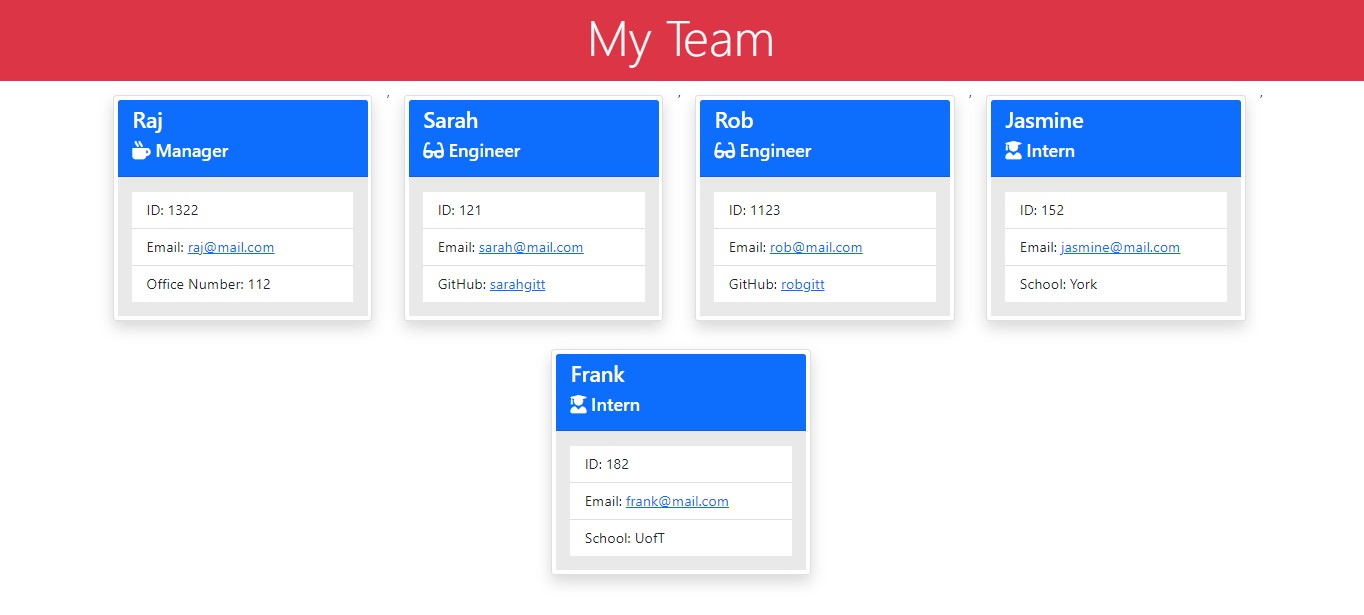 My Team
Raj
Manager
ID: 1322
Email: raj@mail.com
Office Number: 112
,
Sarah
Engineer
ID: 121
Email: sarah@mail.com
GitHub: sarahgitt
,
Rob
Engineer
ID: 1123
Email: rob@mail.com
GitHub: robgitt
,
Jasmine
Intern
ID: 152
Email: jasmine@mail.com
School: York
,
Frank
Intern
ID: 182
Email: frank@mail.com
School: UofT